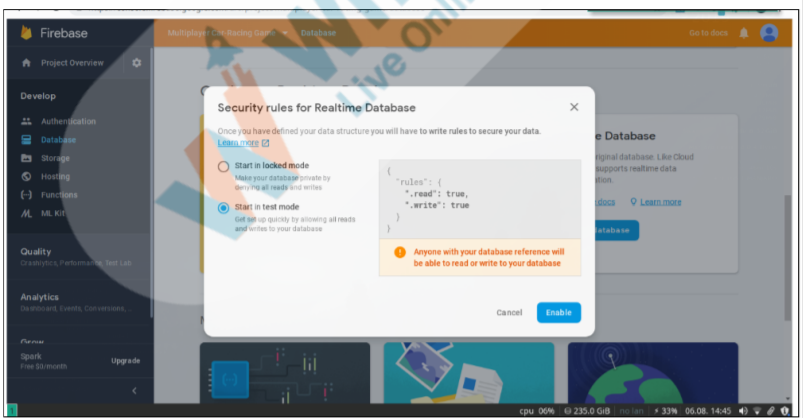 Firebase
Multiplayer Car Racing Game
Database
Go to docs
Project Overview
Develop
Authentication
Database
Storage
Hosting
Functions
ML Kit
Quality
Crashlytics, Performance, Test Lab
Analytics
Dashboard, Events, Conversions,...
Grow
Spark
Free $0/month
Upgrade
Live Onli
Security rules for Realtime Database
Once you have defined your data structure you will have to write rules to secure your data.
Learn more
Start in locked mode
Make your database private by
denying all reads and writes
Start in test mode
Get set up quickly by allowing all reads
and writes to your database
{
"rules": {
".read": true,
".write": true
}
}
Anyone with your database reference will
be able to read or write to your database
Cancel
Enable
e Database
riginal database. Like Cloud
supports realtime data
ation.
docs
Learn more
atabase
1
cpu 06%
235.0 GiB
no lan
33%
06.08. 14:45